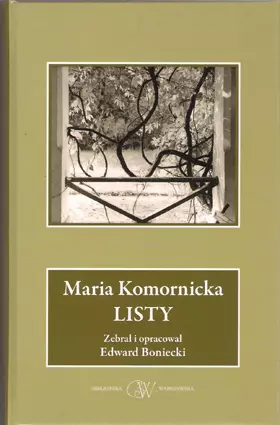 Maria Komornicka
LISTY
Zebrał i opracował
Edward Boniecki